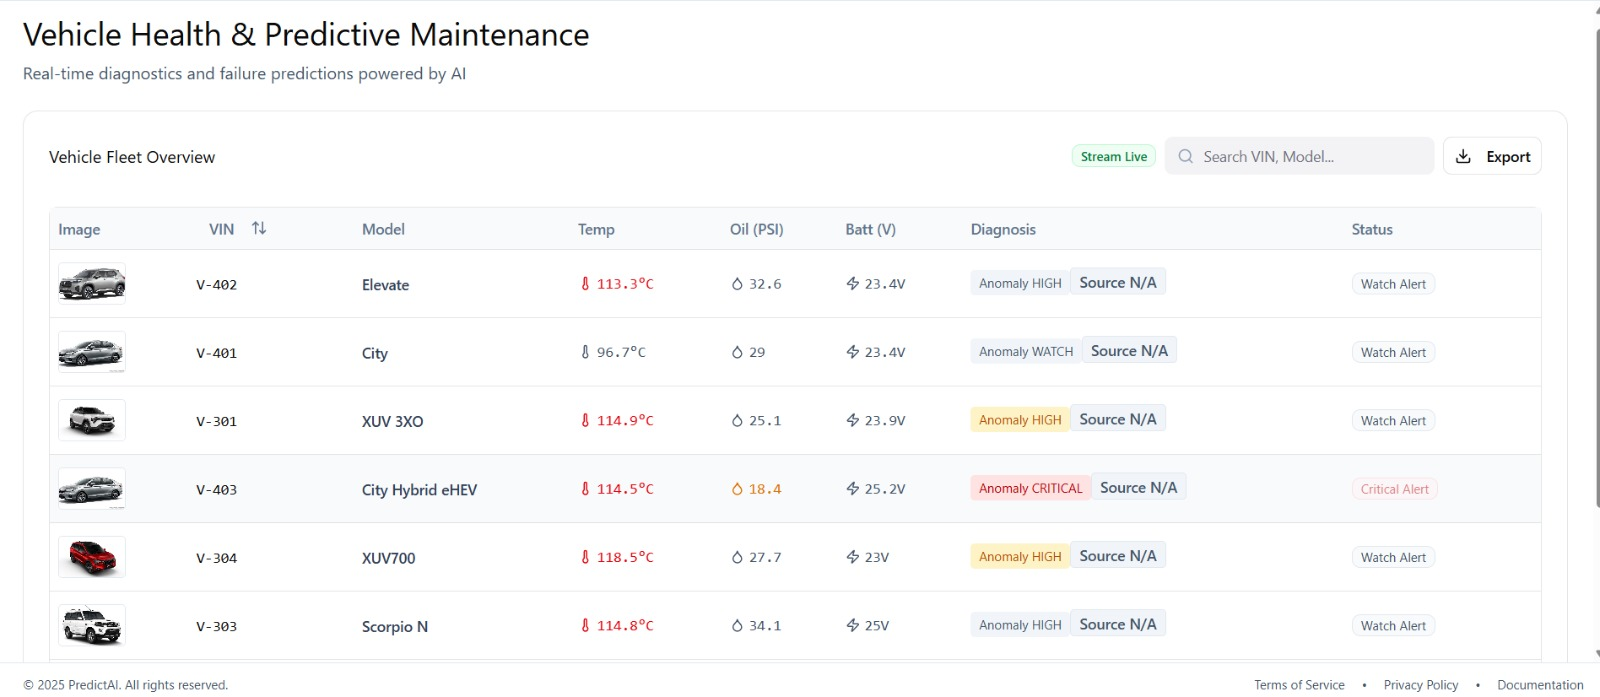 Vehicle Health & Predictive Maintenance
Real-time diagnostics and failure predictions powered by AI
Vehicle Fleet Overview
Stream Live
Search VIN, Model...
Export
Image VIN Model Temp Oil (PSI) Batt (V) Diagnosis Status
V-402 Elevate 113.3°C 32.6 23.4V Anomaly HIGH Source N/A Watch Alert
V-401 City 96.7°C 29 23.4V Anomaly WATCH Source N/A Watch Alert
V-301 XUV 3XO 114.9°C 25.1 23.9V Anomaly HIGH Source N/A Watch Alert
V-403 City Hybrid eHEV 114.5°C 18.4 25.2V Anomaly CRITICAL Source N/A Critical Alert
V-304 XUV700 118.5°C 27.7 23V Anomaly HIGH Source N/A Watch Alert
V-303 Scorpio N 114.8°C 34.1 25V Anomaly HIGH Source N/A Watch Alert
© 2025 PredictAI. All rights reserved.
Terms of Service • Privacy Policy • Documentation